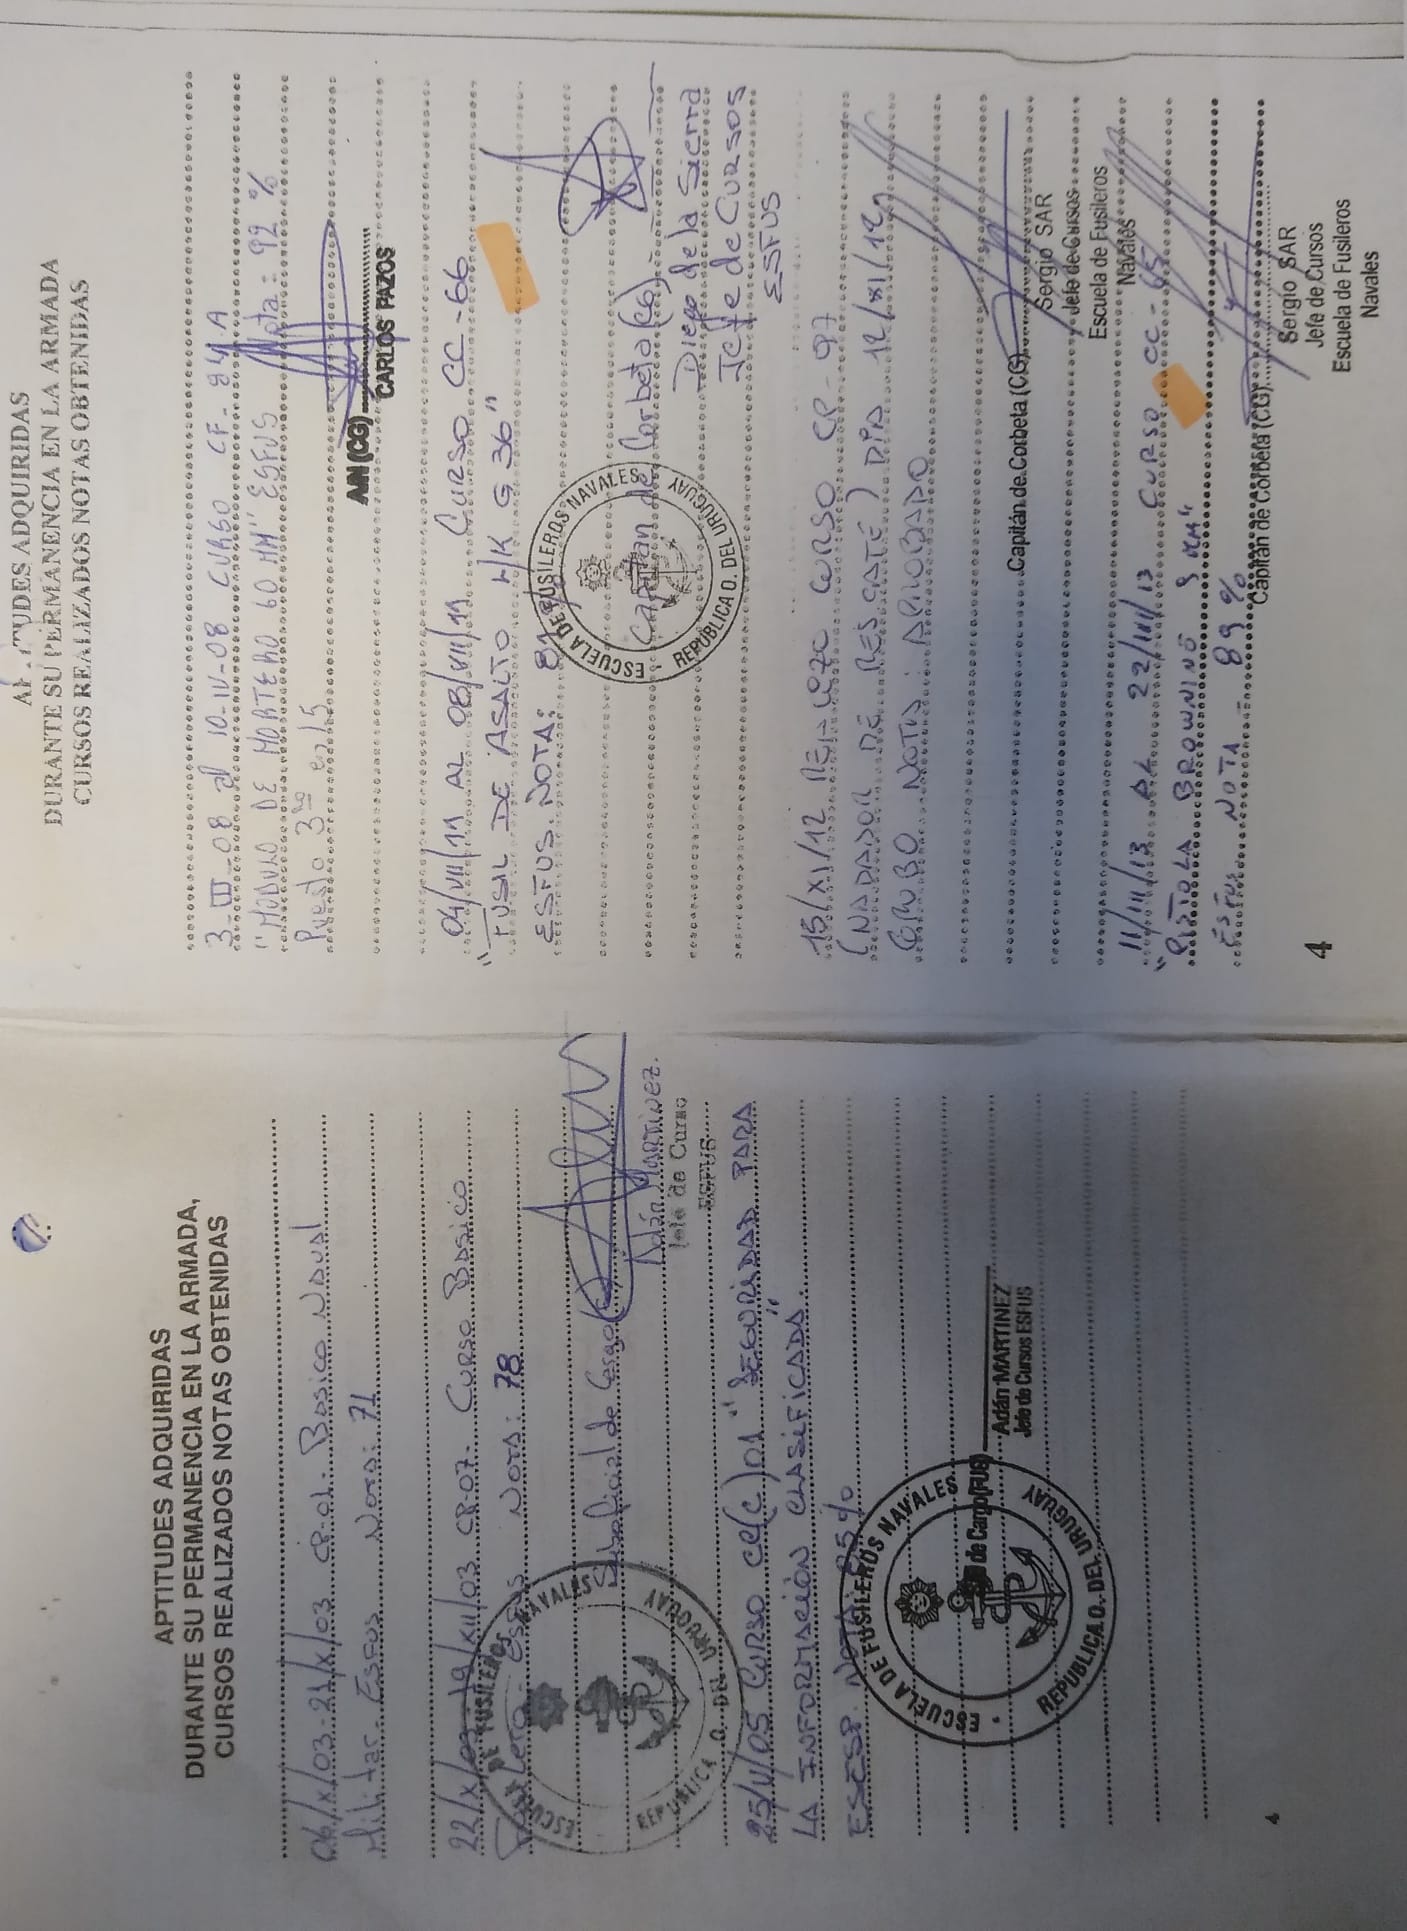 APTITUDES ADQUIRIDAS
DURANTE SU PERMANENCIA EN LA ARMADA,
CURSOS REALIZADOS NOTAS OBTENIDAS
06/X/03-21/X/03 CP-01- Basico Naval
Militar- ESFUS Nota: 71
22/X/03-19/XII/03 CP-07- Curso Basico
Fusilero- ESFUS Nota: 78
ESCUELA DE FUSILEROS NAVALES
REPUBLICA O. DEL URUGUAY
Suboficial de Cargo
Adán MARTINEZ.
Jefe de Curso
ESFUS
25/V/05 CURSO CC(C)01 "SEGURIDAD PARA
LA INFORMACIÓN CLASIFICADA".
ESESP. NOTA: 85%
ESCUELA DE FUSILEROS NAVALES
REPUBLICA O. DEL URUGUAY
de Cargo(FUS)
Adán MARTINEZ
Jefe de Cursos ESFUS
4
APTITUDES ADQUIRIDAS
DURANTE SU PERMANENCIA EN LA ARMADA
CURSOS REALIZADOS NOTAS OBTENIDAS
3-III-08 al 10-IV-08 CURSO CF- A
"MODULO DE MORTERO 60 MM" ESFUS Nota: 92 %
Puesto 3ro en 15
A/N (CG)
CARLOS PAZOS
04/VII/11 AL 08/VII/11 CURSO CC-66
"FUSIL DE ASALTO H/K G 36"
ESFUS. NOTA: 81%
ESCUELA DE FUSILEROS NAVALES
REPUBLICA O. DEL URUGUAY
Capitan de Corbeta (CG)
Diego de la Sierra
Jefe de Cursos
ESFUS
15/XI/12 REALIZO CURSO CP-97
(NADADOR DE RESCATE) DIA 12/XI/12
NOTA: APROBADO
Capitán de Corbeta (CG)
Sergio SAR
Jefe de Cursos
Escuela de Fusileros
Navales
11/III/13 AL 22/III/13 CURSO CC-65
"PISTOLA BROWNING 9 MM"
ESFUS NOTA - 89%
Capitán de Corbeta (CG)
Sergio SAR
Jefe de Cursos
Escuela de Fusileros
Navales
4